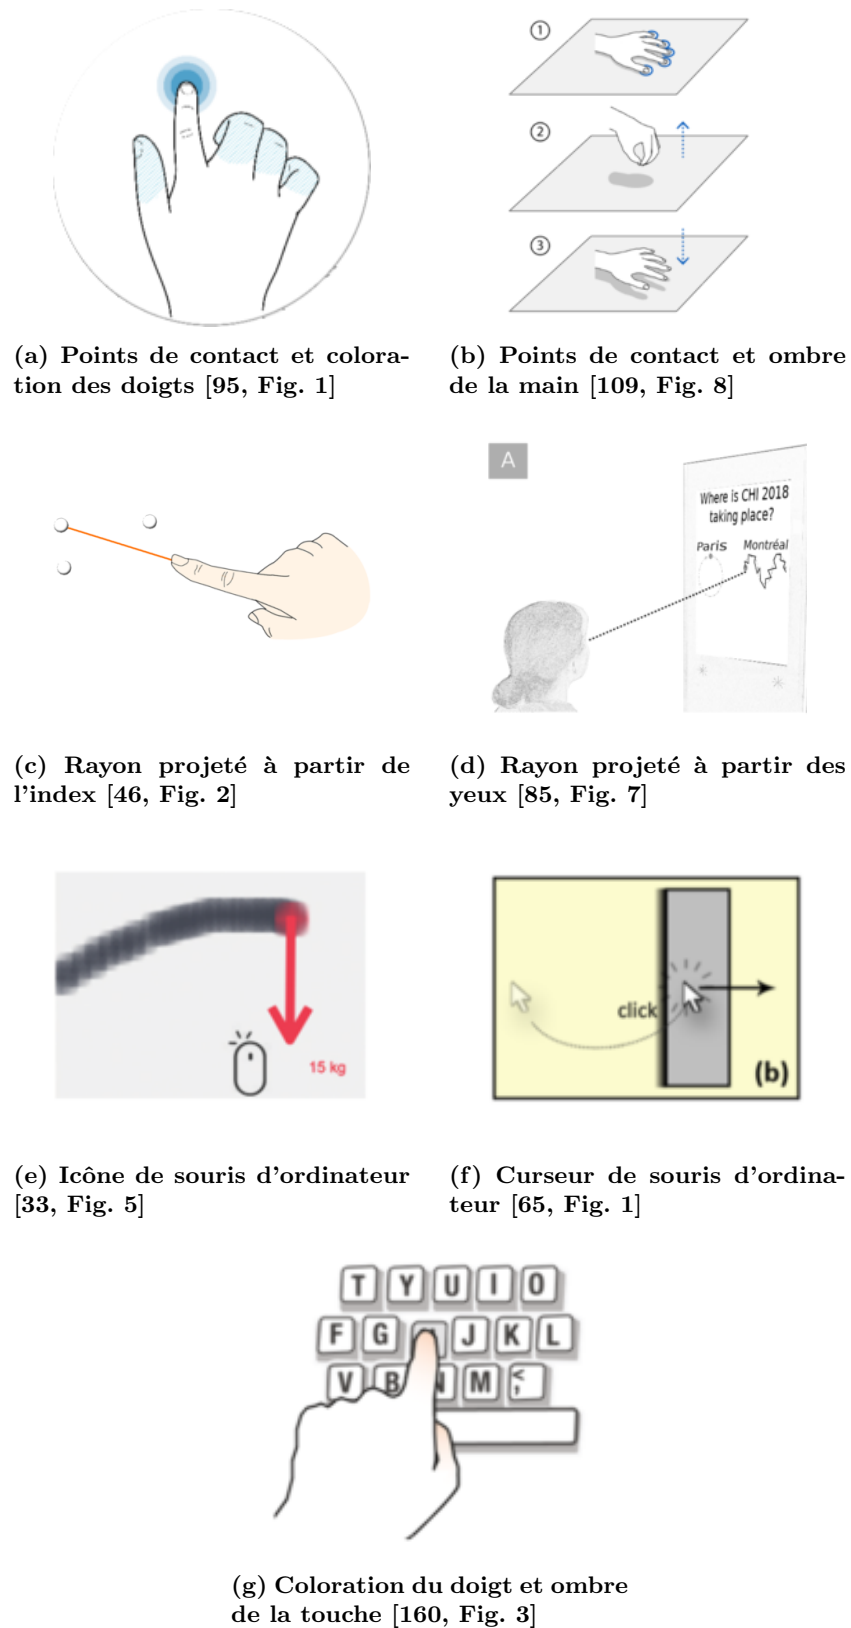 1
2
3
(a) Points de contact et colora-
tion des doigts [95, Fig. 1]
(b) Points de contact et ombre
de la main [109, Fig. 8]
A
Where is CHI 2018
taking place?
Paris Montréal
(c) Rayon projeté à partir de
l'index [46, Fig. 2]
(d) Rayon projeté à partir des
yeux [85, Fig. 7]
15 kg
click
(b)
(e) Icône de souris d'ordinateur
[33, Fig. 5]
(f) Curseur de souris d'ordina-
teur [65, Fig. 1]
T Y U I O
F G J K L
V B N M < ,
(g) Coloration du doigt et ombre
de la touche [160, Fig. 3]